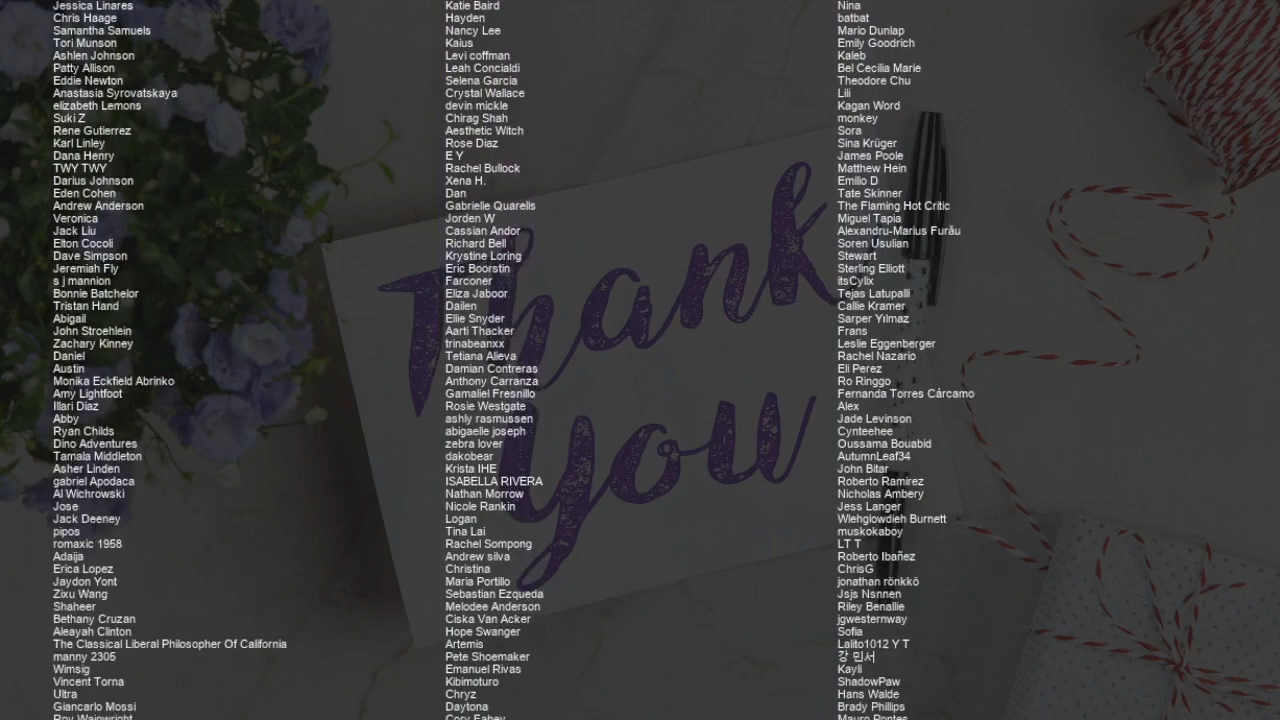 Jessica Linares
Chris Haage
Samantha Samuels
Tori Munson
Ashlen Johnson
Patty Allison
Eddie Newton
Anastasia Syrovatskaya
elizabeth Lemons
Suki Z
Rene Gutierrez
Karl Linley
Dana Henry
TWY TWY
Darius Johnson
Eden Cohen
Andrew Anderson
Veronica
Jack Liu
Elton Cocoli
Dave Simpson
Jeremiah Fly
s j mannion
Bonnie Batchelor
Tristan Hand
Abigail
John Stroehlein
Zachary Kinney
Daniel
Austin
Monika Eckfield Abrinko
Amy Lightfoot
Illari Diaz
Abby
Ryan Childs
Dino Adventures
Tamala Middleton
Asher Linden
gabriel Apodaca
Al Wichrowski
Jose
Jack Deeney
pipos
romaxic 1958
Adaija
Erica Lopez
Jaydon Yont
Zixu Wang
Shaheer
Bethany Cruzan
Aleayah Clinton
The Classical Liberal Philosopher Of California
manny 2305
Wimsig
Vincent Torna
Ultra
Giancarlo Mossi
Roy Wainwright
Katie Baird
Hayden
Nancy Lee
Kaius
Levi coffman
Leah Concialdi
Selena Garcia
Crystal Wallace
devin mickle
Chirag Shah
Aesthetic Witch
Rose Diaz
E Y
Rachel Bullock
Xena H.
Dan
Gabrielle Quarells
Jorden W
Cassian Andor
Richard Bell
Krystine Loring
Eric Boorstin
Farconer
Eliza Jaboor
Dailen
Ellie Snyder
Aarti Thacker
trinabeanxx
Tetiana Alieva
Damian Contreras
Anthony Carranza
Gamaliel Fresnillo
Rosie Westgate
ashly rasmussen
abigaelle joseph
zebra lover
dakobear
Krista IHE
ISABELLA RIVERA
Nathan Morrow
Nicole Rankin
Logan
Tina Lai
Rachel Sompong
Andrew silva
Christina
Maria Portillo
Sebastian Ezqueda
Melodee Anderson
Ciska Van Acker
Hope Swanger
Artemis
Pete Shoemaker
Emanuel Rivas
Kibimoturo
Chryz
Daytona
Cory Fahey
Nina
batbat
Mario Dunlap
Emily Goodrich
Kaleb
Bel Cecilia Marie
Theodore Chu
Lili
Kagan Word
monkey
Sora
Sina Krüger
James Poole
Matthew Hein
Emilio D
Tate Skinner
The Flaming Hot Critic
Miguel Tapia
Alexandru-Marius Furău
Soren Usulian
Stewart
Sterling Elliott
itsCylix
Tejas Latupalli
Callie Kramer
Sarper Yılmaz
Frans
Leslie Eggenberger
Rachel Nazario
Eli Perez
Ro Ringgo
Fernanda Torres Cárcamo
Alex
Jade Levinson
Cynteehee
Oussama Bouabid
AutumnLeaf34
John Bitar
Roberto Ramirez
Nicholas Ambery
Jess Langer
Wlehglowdieh Burnett
muskokaboy
LT T
Roberto Ibañez
ChrisG
jonathan rönkkö
Jsjs Nsnnen
Riley Benallie
jgwesternway
Sofia
Lalito1012 Y T
강 민서
Kayli
ShadowPaw
Hans Walde
Brady Phillips
Mauro Pontes
Thank
you